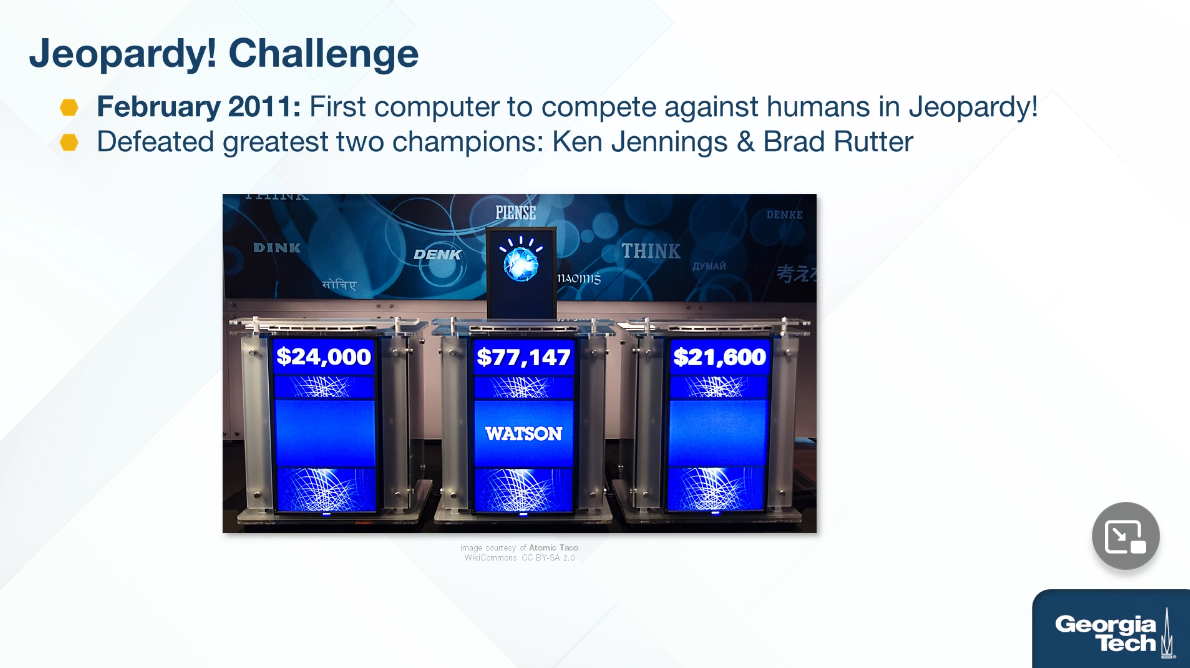 Jeopardy! Challenge
February 2011: First computer to compete against humans in Jeopardy!
Defeated greatest two champions: Ken Jennings & Brad Rutter
THINK
PIENSE
DENKE
DINK
DENK
THINK
ДУМАЙ
सोचिए
考え
$24,000
$77,147
$21,600
WATSON
image courtesy of Atomic Taco
WikiCommons CC BY-SA 2.0
Georgia
Tech